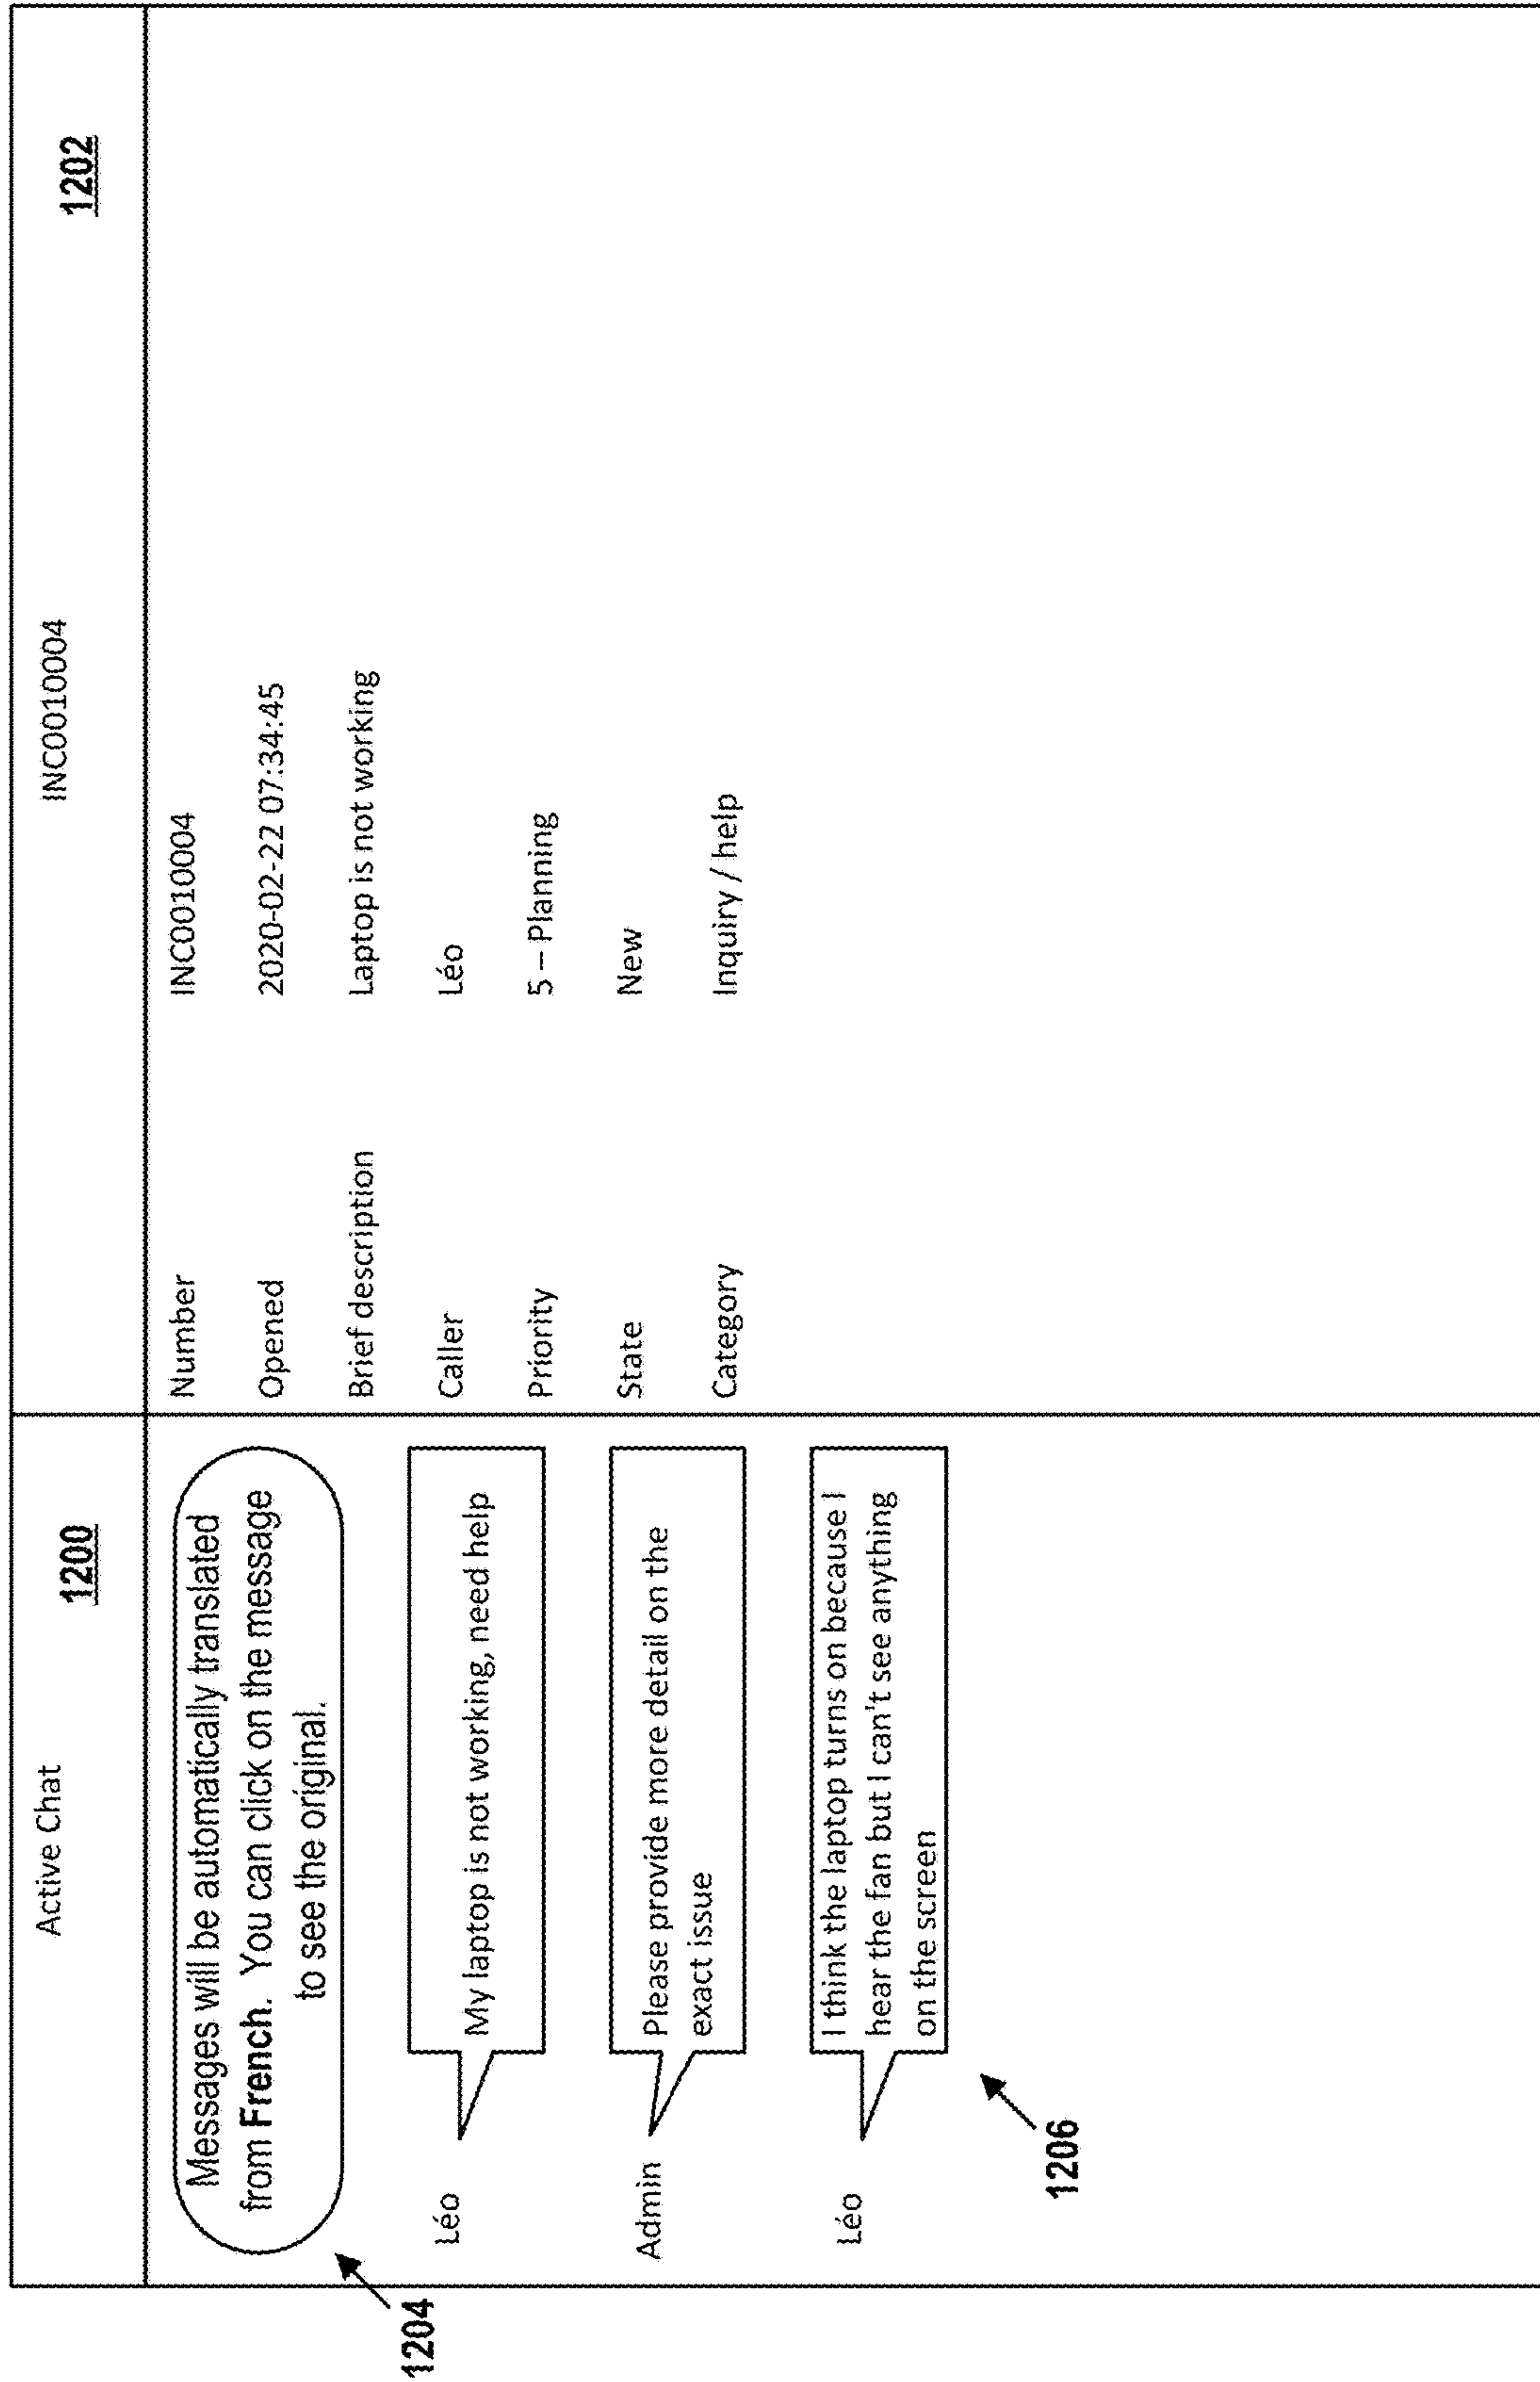 Active Chat
1200
Messages will be automatically translated
from French. You can click on the message
to see the original.
1204
Léo
My laptop is not working, need help
Admin
Please provide more detail on the
exact issue
Léo
I think the laptop turns on because I
hear the fan but I can't see anything
on the screen
1206
INC0010004
1202
Number INC0010004
Opened 2020-02-22 07:34:45
Brief description Laptop is not working
Caller Léo
Priority 5 – Planning
State New
Category Inquiry / help